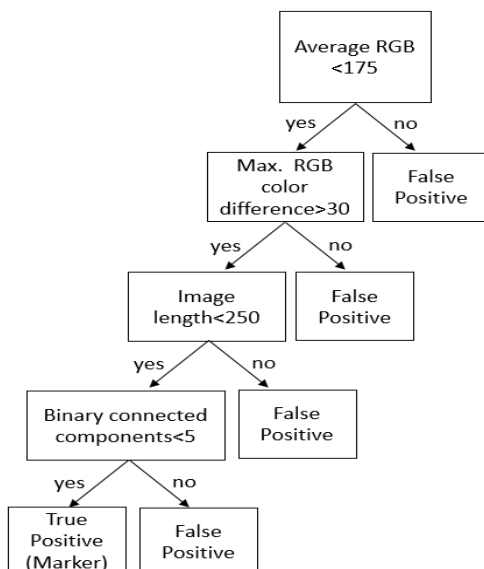 Average RGB
<175
yes
no
Max. RGB
color
difference>30
False
Positive
yes
no
Image
length<250
False
Positive
yes
no
Binary connected
components<5
False
Positive
yes
no
True
Positive
(Marker)
False
Positive